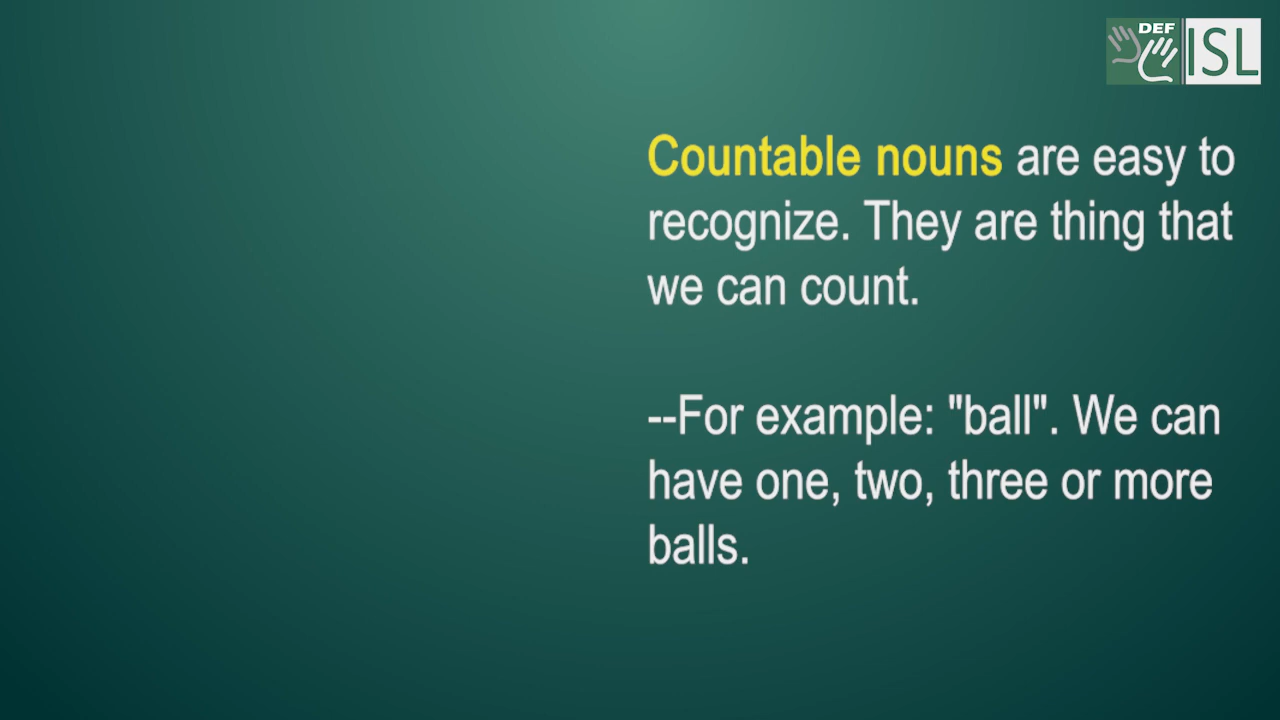 DEF
ISL
Countable nouns are easy to
recognize. They are thing that
we can count.
--For example: "ball". We can
have one, two, three or more
balls.